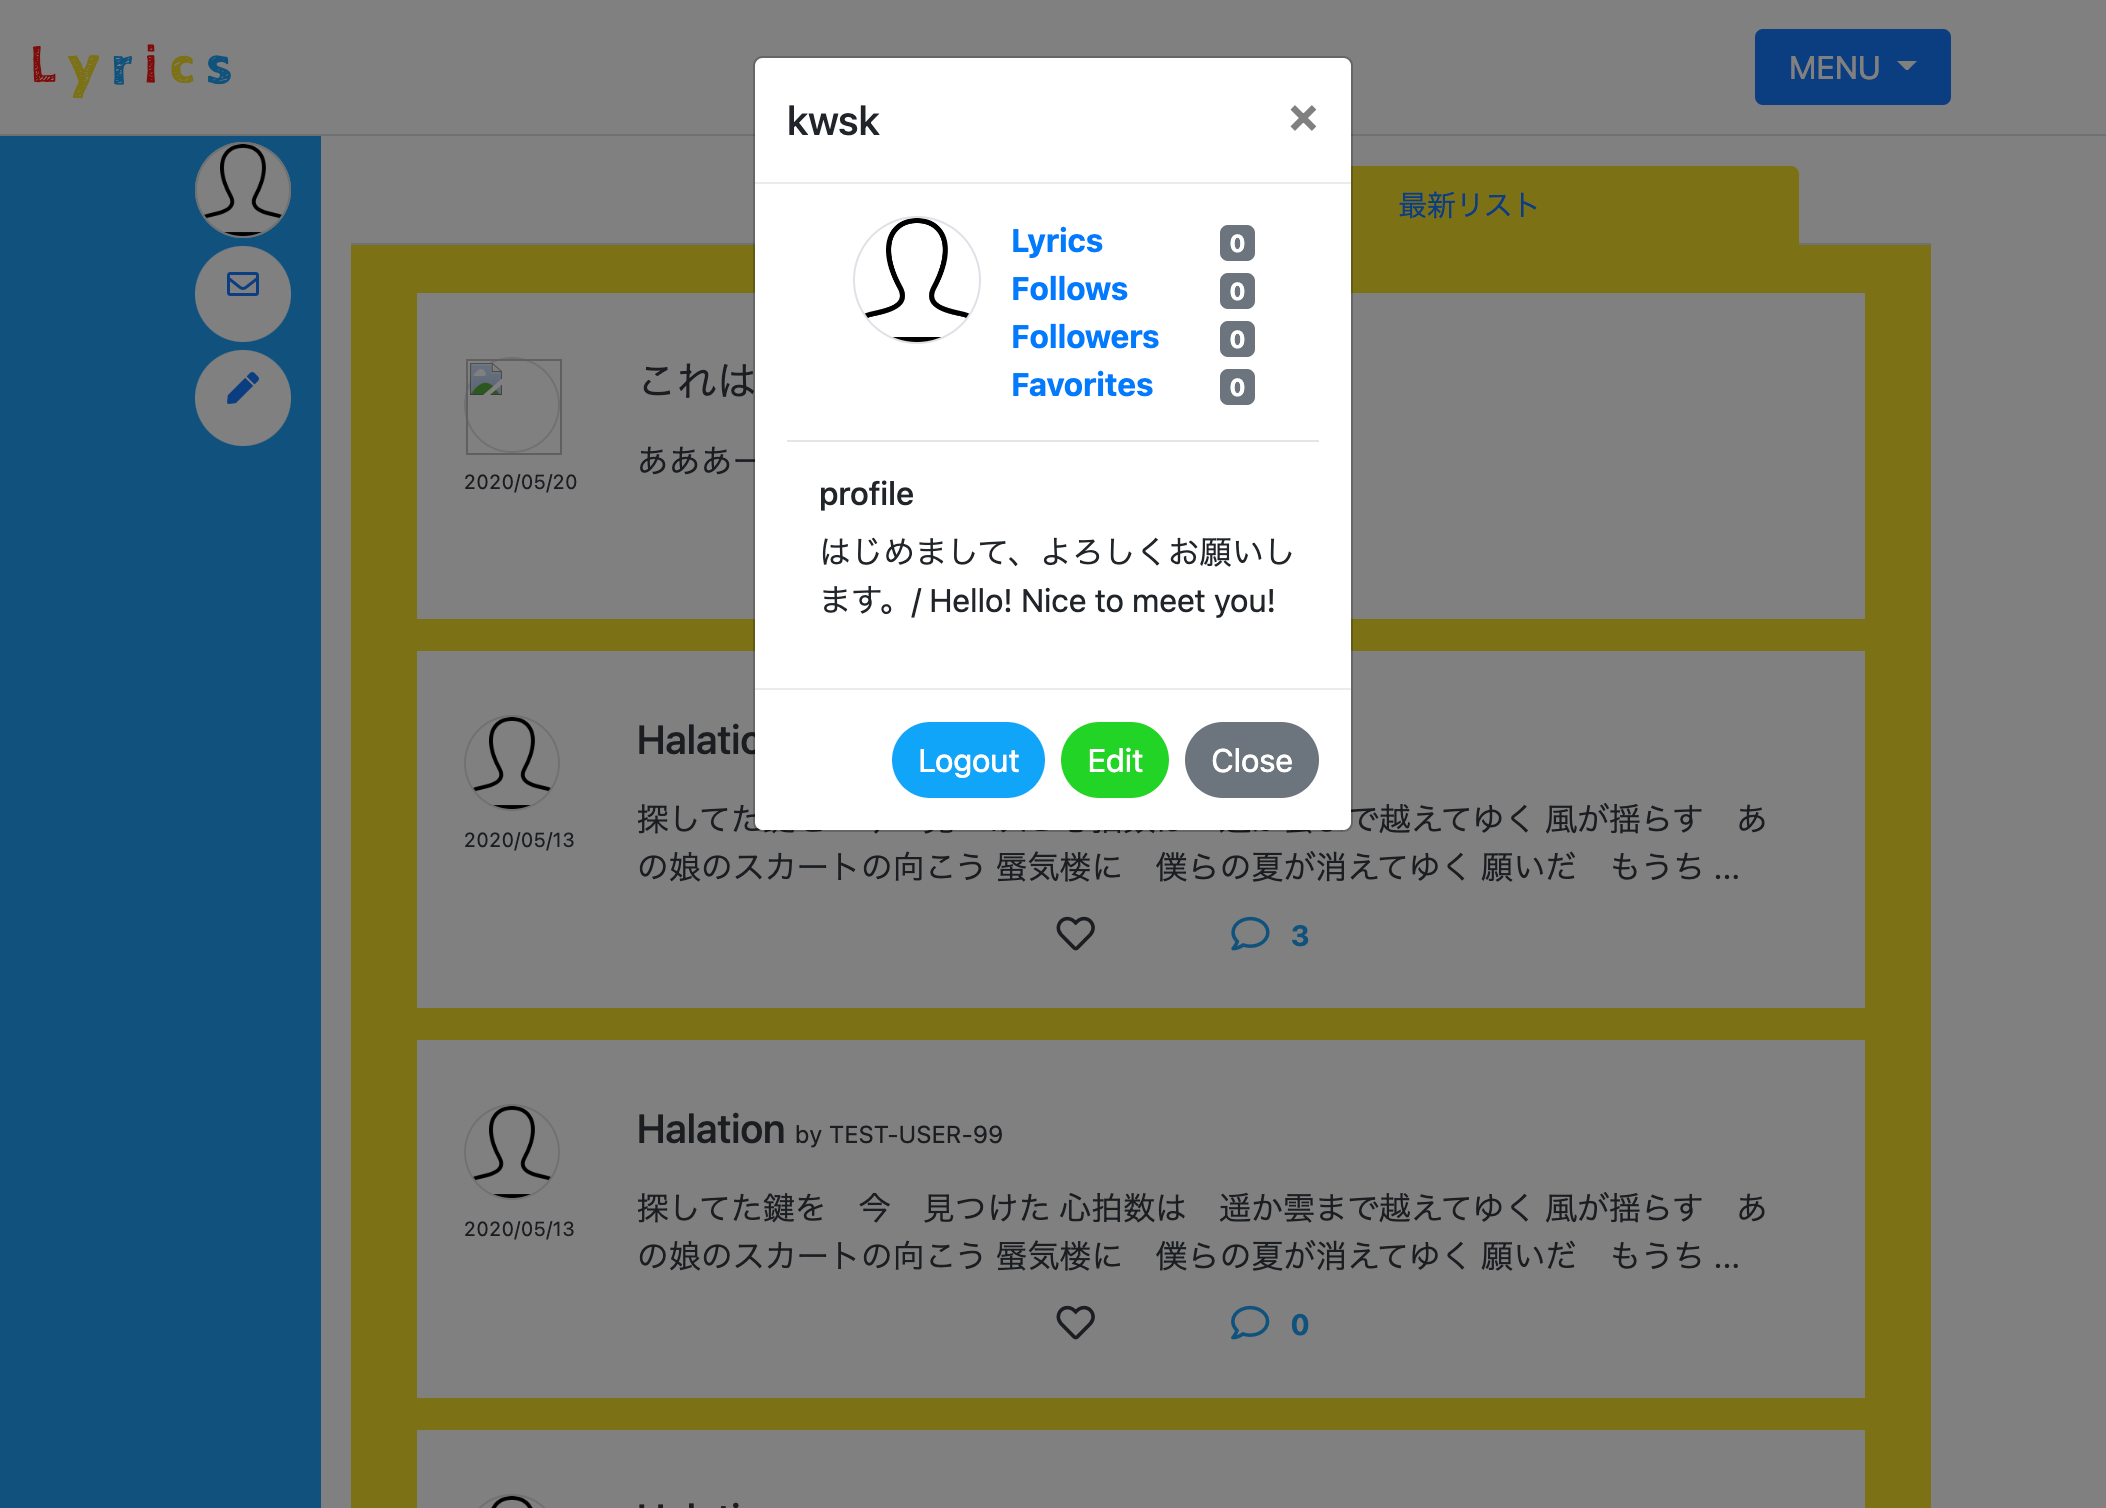 Lyrics
MENU
最新リスト
kwsk
×
Lyrics 0
Follows 0
Followers 0
Favorites 0
profile
はじめまして、よろしくお願いし
ます。/ Hello! Nice to meet you!
Logout Edit Close
これは
あああー
2020/05/20
Halatio
探してた
で越えてゆく 風が揺らす　あ
の娘のスカートの向こう 蜃気楼に　僕らの夏が消えてゆく 願いだ　もうち ...
2020/05/13
3
Halation by TEST-USER-99
探してた鍵を　今　見つけた 心拍数は　遥か雲まで越えてゆく 風が揺らす　あ
の娘のスカートの向こう 蜃気楼に　僕らの夏が消えてゆく 願いだ　もうち ...
2020/05/13
0